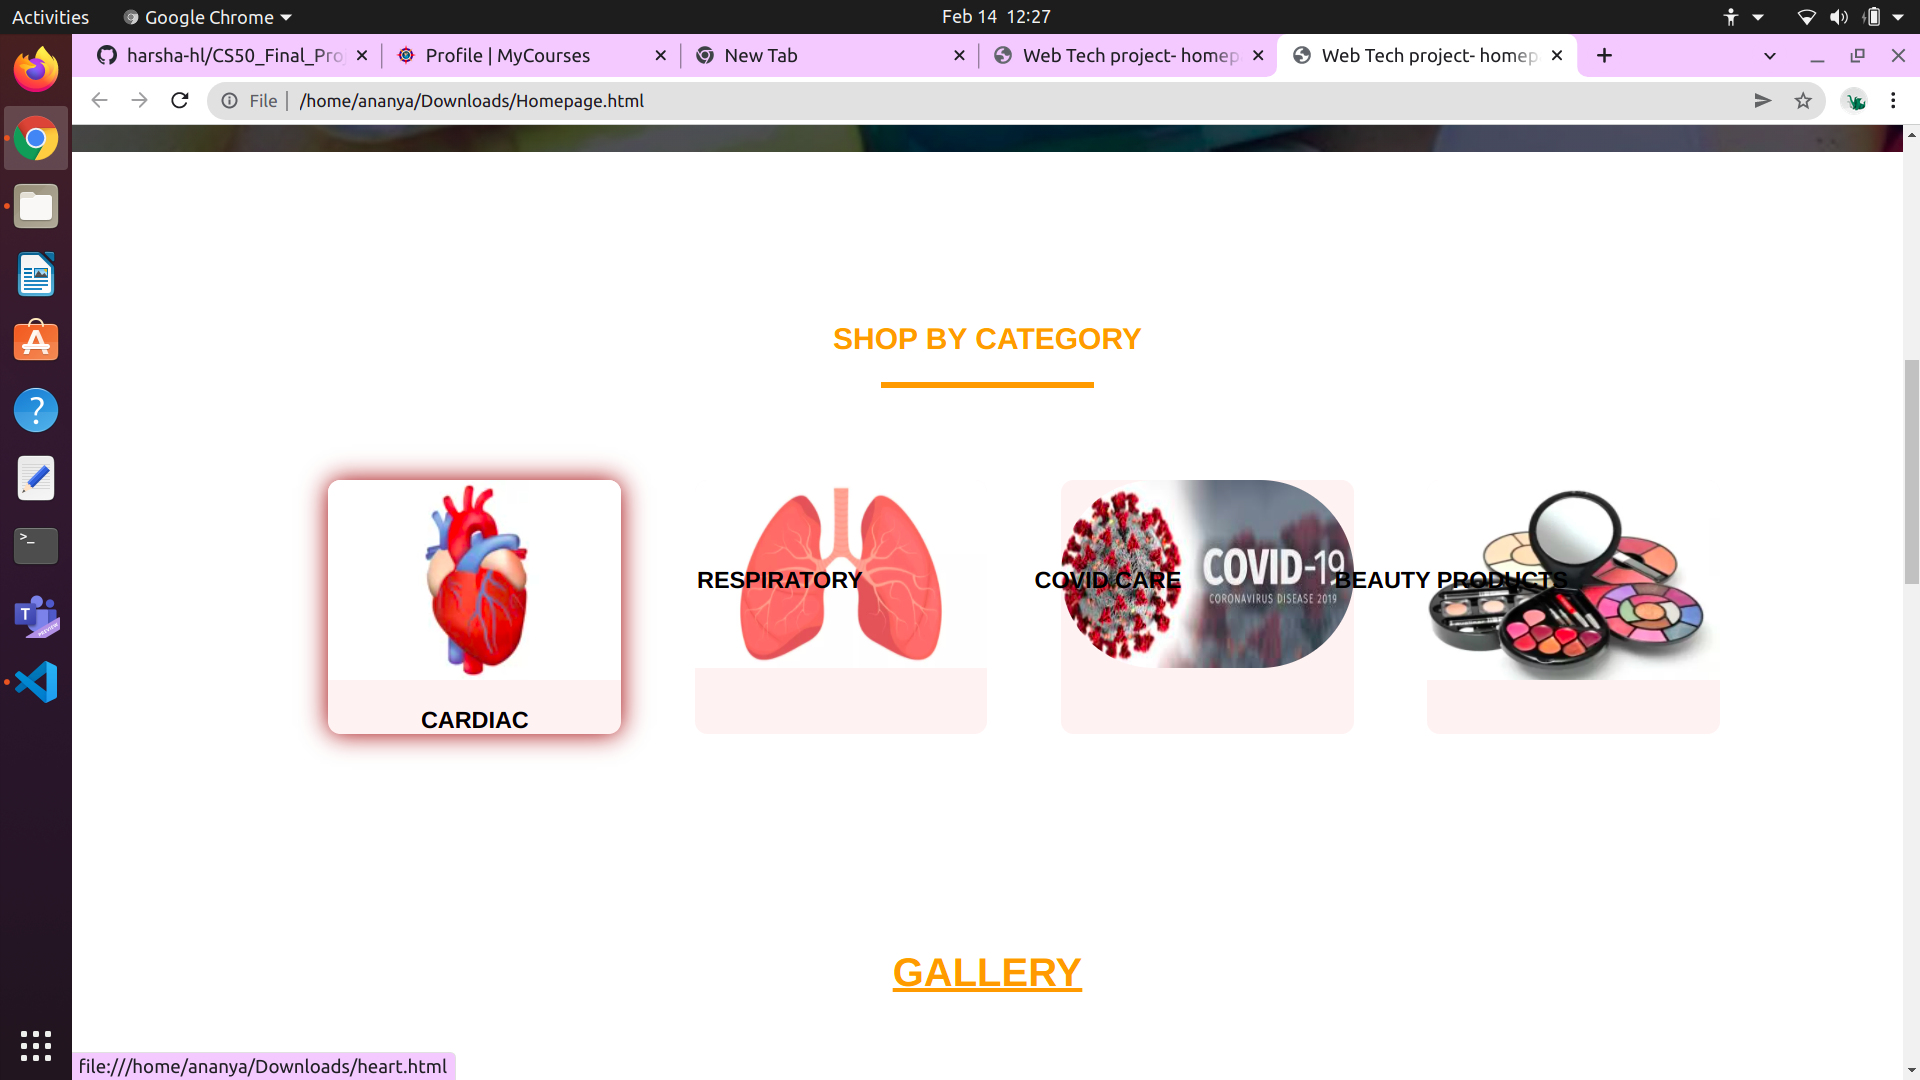 Activities Google Chrome Feb 14 12:27
harsha-hl/CS50_Final_Pro Profile | MyCourses New Tab Web Tech project- homep Web Tech project- homep
File /home/ananya/Downloads/Homepage.html
SHOP BY CATEGORY
COVID-19
CORONAVIRUS DISEASE 2019
RESPIRATORY COVID CARE BEAUTY PRODUCTS
CARDIAC
GALLERY
file:///home/ananya/Downloads/heart.html